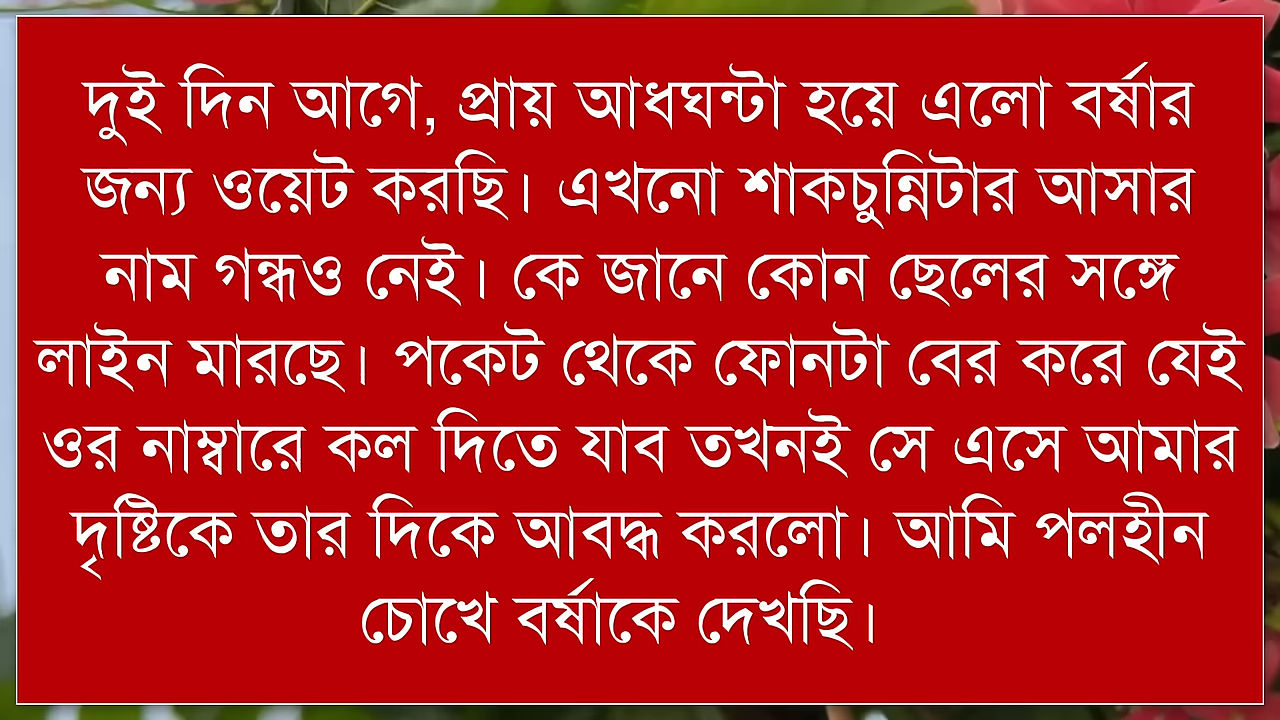 দুই দিন আগে, প্রায় আধঘন্টা হয়ে এলো বর্ষার
জন্য ওয়েট করছি। এখনো শাকচুন্নিটার আসার
নাম গন্ধও নেই। কে জানে কোন ছেলের সঙ্গে
লাইন মারছে। পকেট থেকে ফোনটা বের করে যেই
ওর নাম্বারে কল দিতে যাব তখনই সে এসে আমার
দৃষ্টিকে তার দিকে আবদ্ধ করলো। আমি পলহীন
চোখে বর্ষাকে দেখছি।